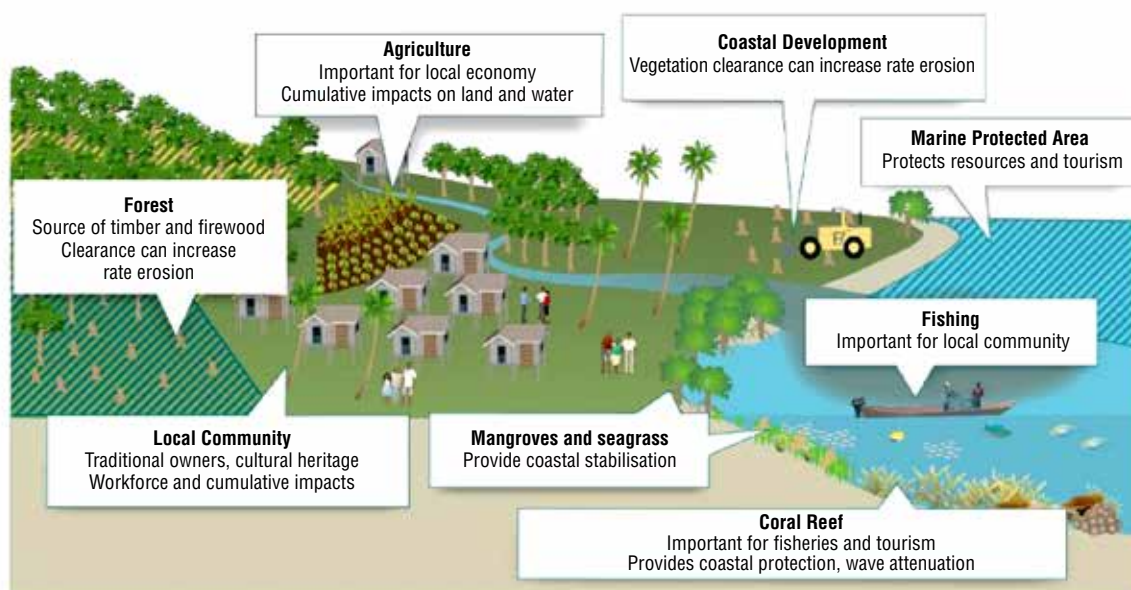 Agriculture
Important for local economy
Cumulative impacts on land and water
Coastal Development
Vegetation clearance can increase rate erosion
Marine Protected Area
Protects resources and tourism
Forest
Source of timber and firewood
Clearance can increase
rate erosion
Fishing
Important for local community
Local Community
Traditional owners, cultural heritage
Workforce and cumulative impacts
Mangroves and seagrass
Provide coastal stabilisation
Coral Reef
Important for fisheries and tourism
Provides coastal protection, wave attenuation